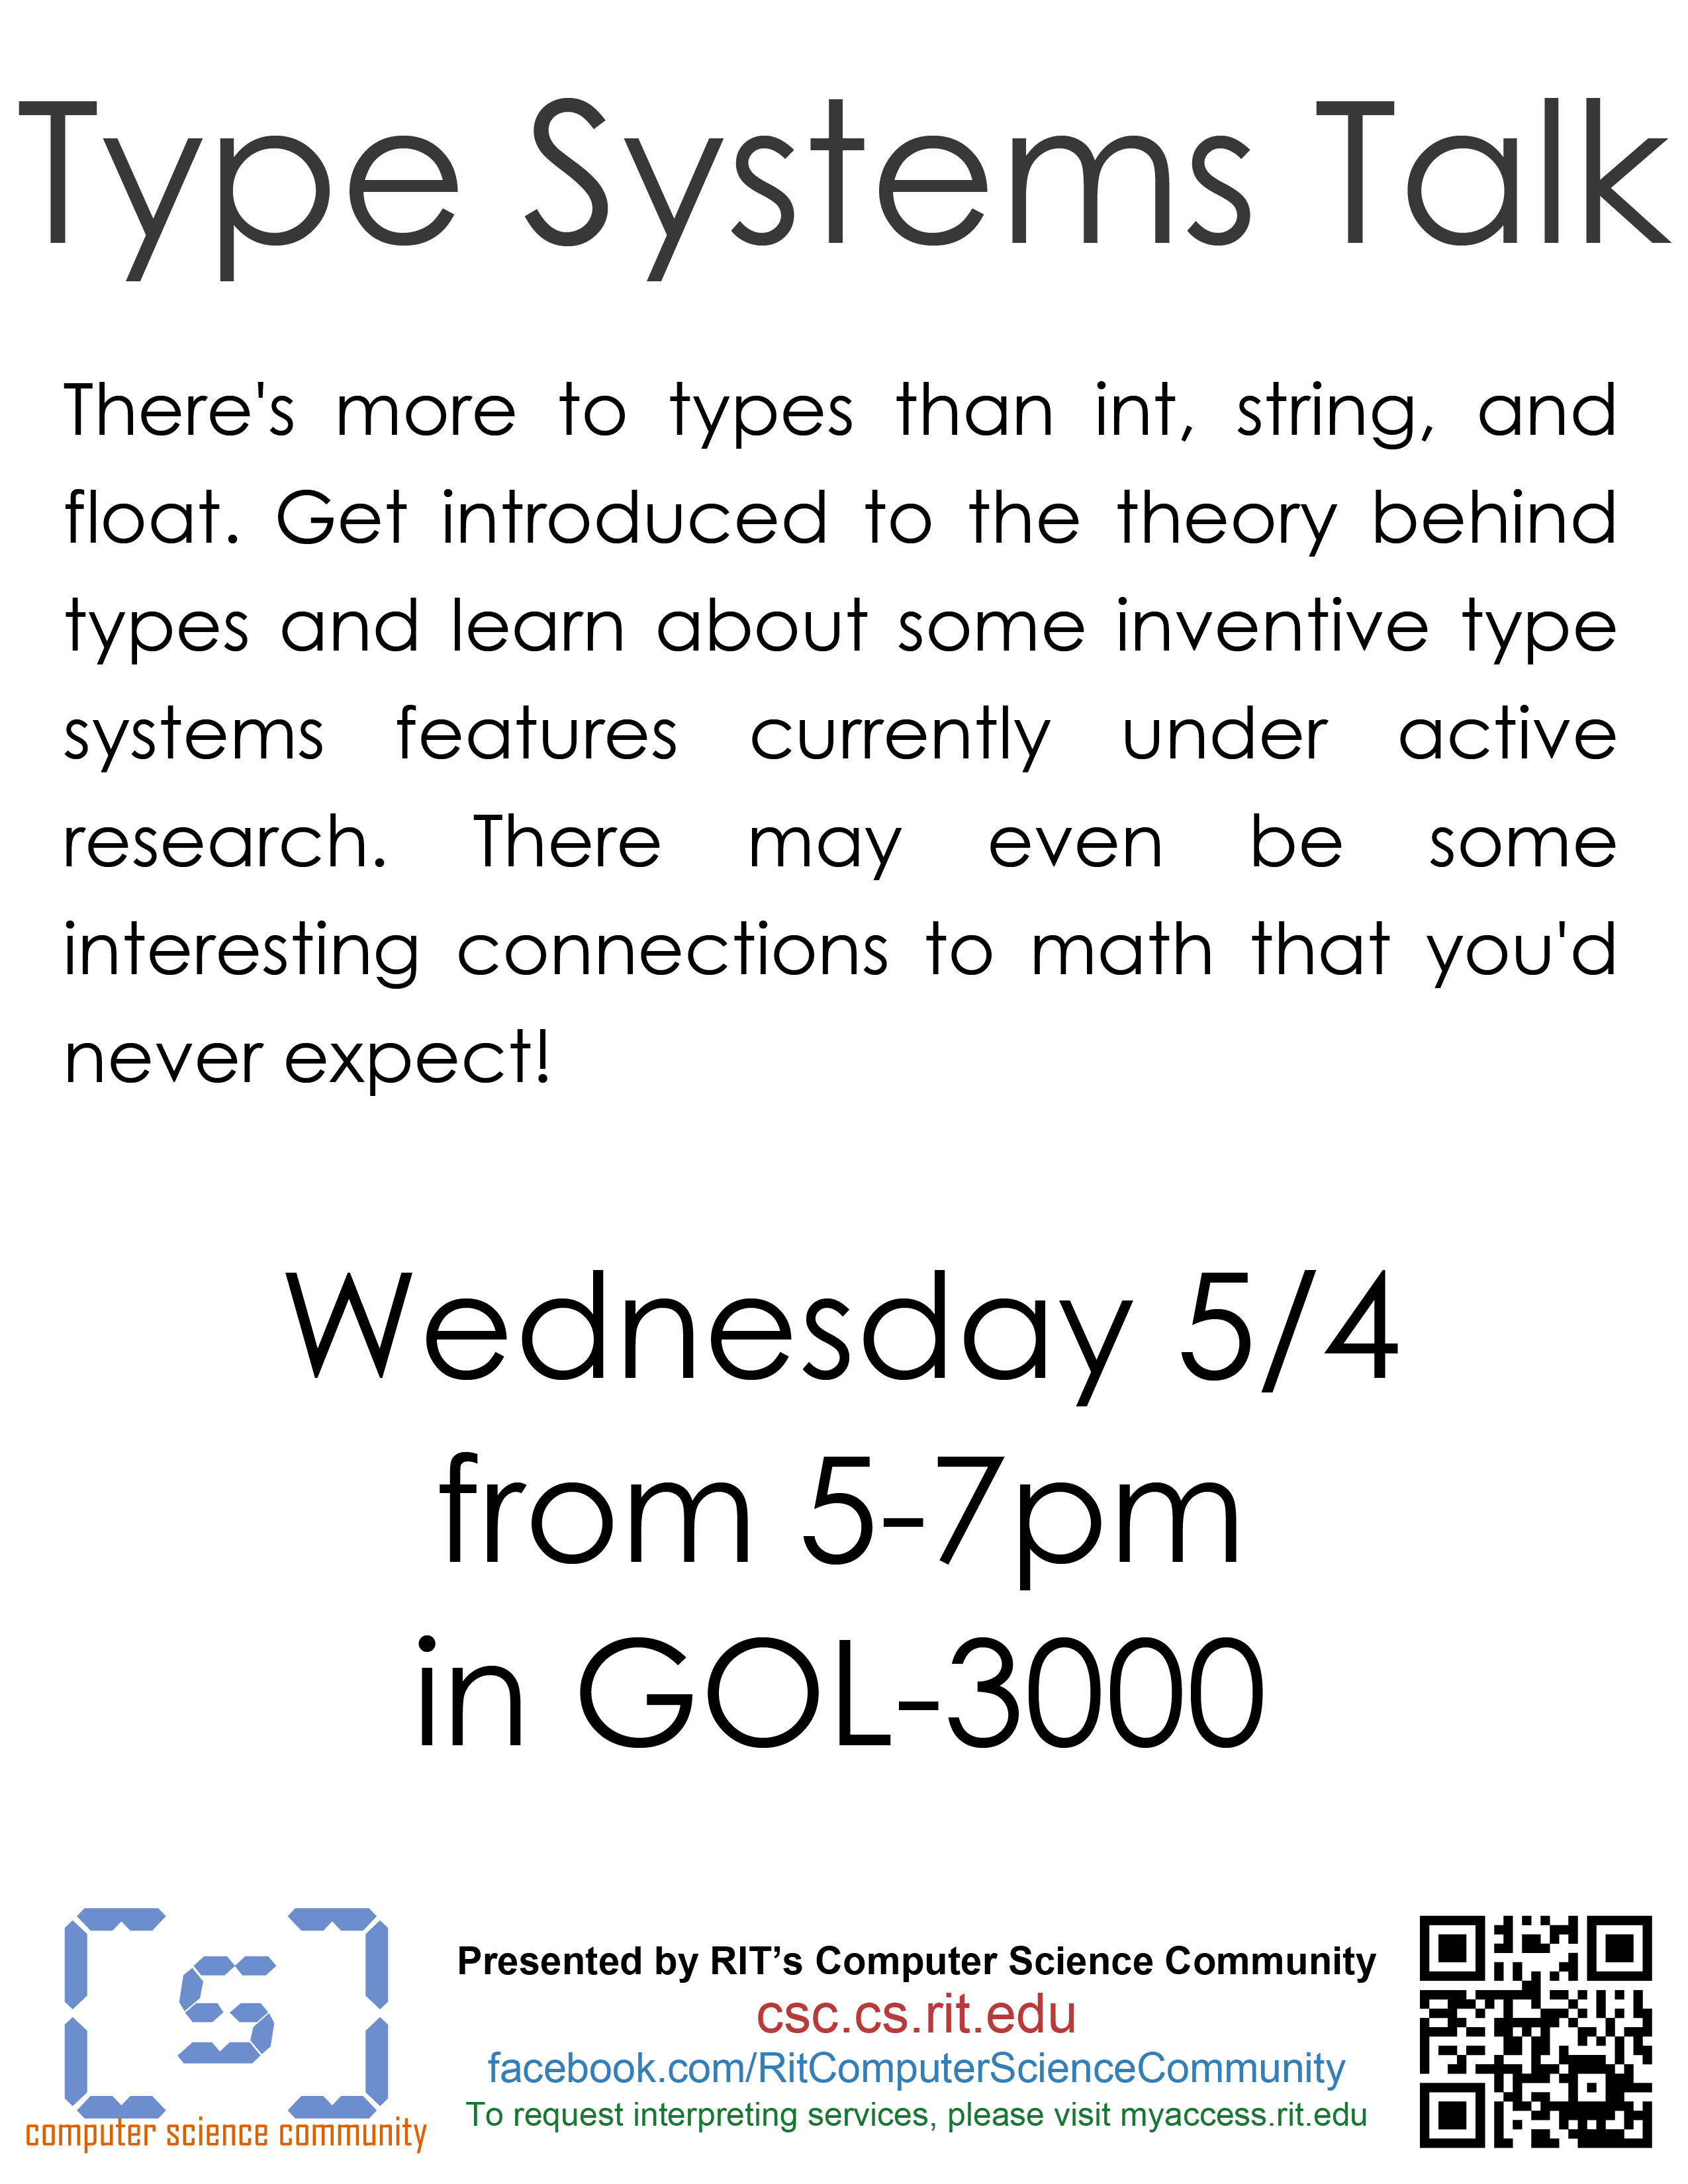 Type Systems Talk
There's more to types than int, string, and
float. Get introduced to the theory behind
types and learn about some inventive type
systems features currently under active
research. There may even be some
interesting connections to math that you'd
never expect!
Wednesday 5/4
from 5-7pm
in GOL-3000
[s]
computer science community
Presented by RIT’s Computer Science Community
csc.cs.rit.edu
facebook.com/RitComputerScienceCommunity
To request interpreting services, please visit myaccess.rit.edu